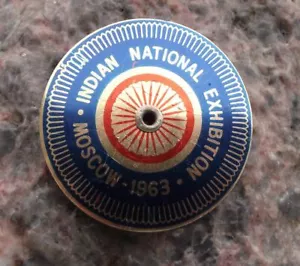 • INDIAN NATIONAL EXHIBITION •
MOSCOW - 1963